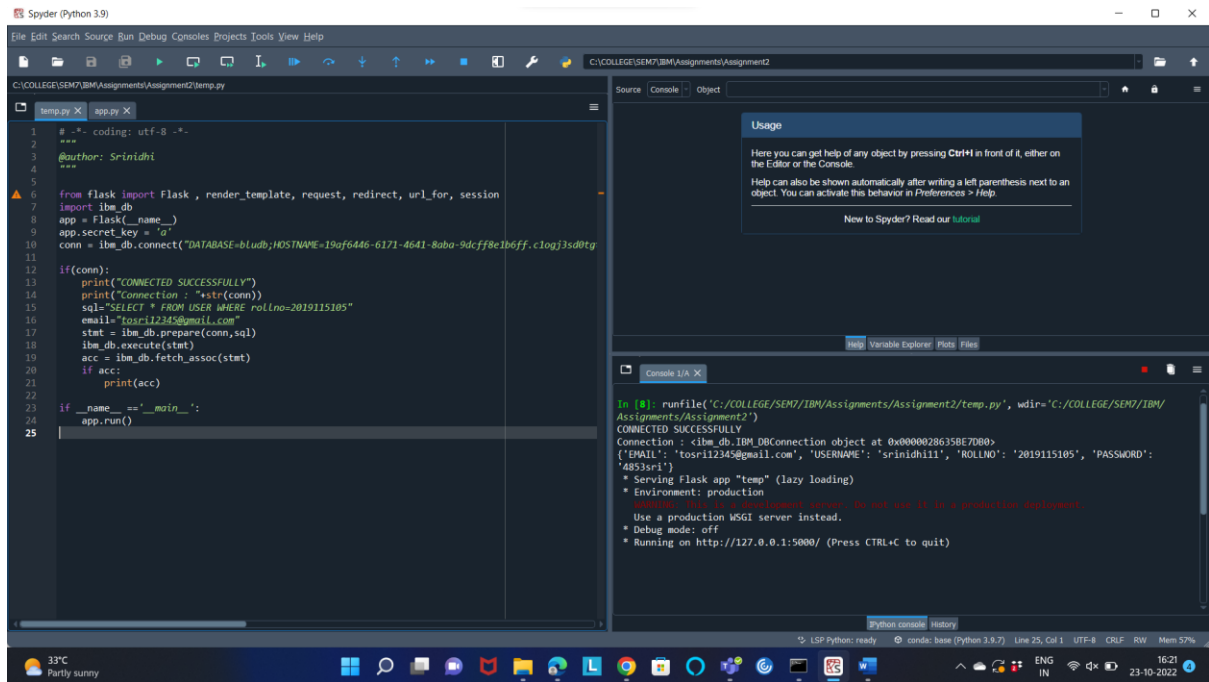 Spyder (Python 3.9)
File Edit Search Source Run Debug Consoles Projects Tools View Help
C:\COLLEGE\SEM7\IBM\Assignments\Assignment2
C:\COLLEGE\SEM7\IBM\Assignments\Assignment2\temp.py
temp.py app.py
1 # -*- coding: utf-8 -*-
2 """
3 @author: Srinidhi
4 """
5
6 from flask import Flask , render_template, request, redirect, url_for, session
7 import ibm_db
8 app = Flask(__name__)
9 app.secret_key = 'a'
10 conn = ibm_db.connect("DATABASE=bludb;HOSTNAME=19af6446-6171-4641-8aba-9dcff8e1b6ff.c1ogj3sd0tg
11
12 if(conn):
13     print("CONNECTED SUCCESSFULLY")
14     print("Connection : "+str(conn))
15     sql="SELECT * FROM USER WHERE rollno=2019115105"
16     email="tosri12345@gmail.com"
17     stmt = ibm_db.prepare(conn,sql)
18     ibm_db.execute(stmt)
19     acc = ibm_db.fetch_assoc(stmt)
20     if acc:
21         print(acc)
22
23 if __name__ =='__main__':
24     app.run()
25
Source Console Object
Usage
Here you can get help of any object by pressing Ctrl+I in front of it, either on
the Editor or the Console.
Help can also be shown automatically after writing a left parenthesis next to an
object. You can activate this behavior in Preferences > Help.
New to Spyder? Read our tutorial
Help Variable Explorer Plots Files
Console 1/A
In [8]: runfile('C:/COLLEGE/SEM7/IBM/Assignments/Assignment2/temp.py', wdir='C:/COLLEGE/SEM7/IBM/
Assignments/Assignment2')
CONNECTED SUCCESSFULLY
Connection : <ibm_db.IBM_DBConnection object at 0x0000028635BE7DB0>
{'EMAIL': 'tosri12345@gmail.com', 'USERNAME': 'srinidhi11', 'ROLLNO': '2019115105', 'PASSWORD':
'4853sri'}
* Serving Flask app "temp" (lazy loading)
* Environment: production
WARNING: This is a development server. Do not use it in a production deployment.
Use a production WSGI server instead.
* Debug mode: off
* Running on http://127.0.0.1:5000/ (Press CTRL+C to quit)
IPython console History
LSP Python: ready conda: base (Python 3.9.7) Line 25, Col 1 UTF-8 CRLF RW Mem 57%
33°C
Partly sunny
ENG
IN
16:21
23-10-2022
4